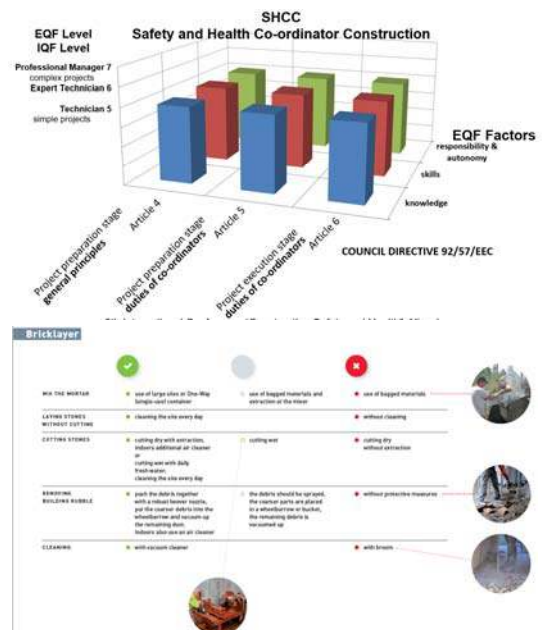 SHCC
Safety and Health Co-ordinator Construction
EQF Level
IQF Level
Professional Manager 7
complex projects
Expert Technician 6
Technician 5
simple projects
EQF Factors
responsibility &
autonomy
skills
knowledge
Project preparation stage
general principles
Article 4
Project preparation stage
duties of co-ordinators
Article 5
Project execution stage
duties of co-ordinators
Article 6
COUNCIL DIRECTIVE 92/57/EEC
Bricklayer
MIX THE MORTAR
use of large silos or One-Way
(single-use) container
use of bagged materials and
extraction at the mixer
use of bagged materials
LAYING STONES
WITHOUT CUTTING
cleaning the site every day
without cleaning
CUTTING STONES
cutting dry with extraction,
indoors additional air cleaner
or
cutting wet with daily
fresh-water,
cleaning the site every day
cutting wet
cutting dry
without extraction
REMOVING
BUILDING RUBBLE
push the debris together
with a robust
put the coarser debris into the
wheelbarrow and vacuum up
the remaining dust.
Indoors also use an air cleaner
the debris should be sprayed,
the coarser parts are placed
in a wheelbarrow or bucket,
the remaining debris is
vacuumed up
without protective measures
CLEANING
with vacuum cleaner
with broom